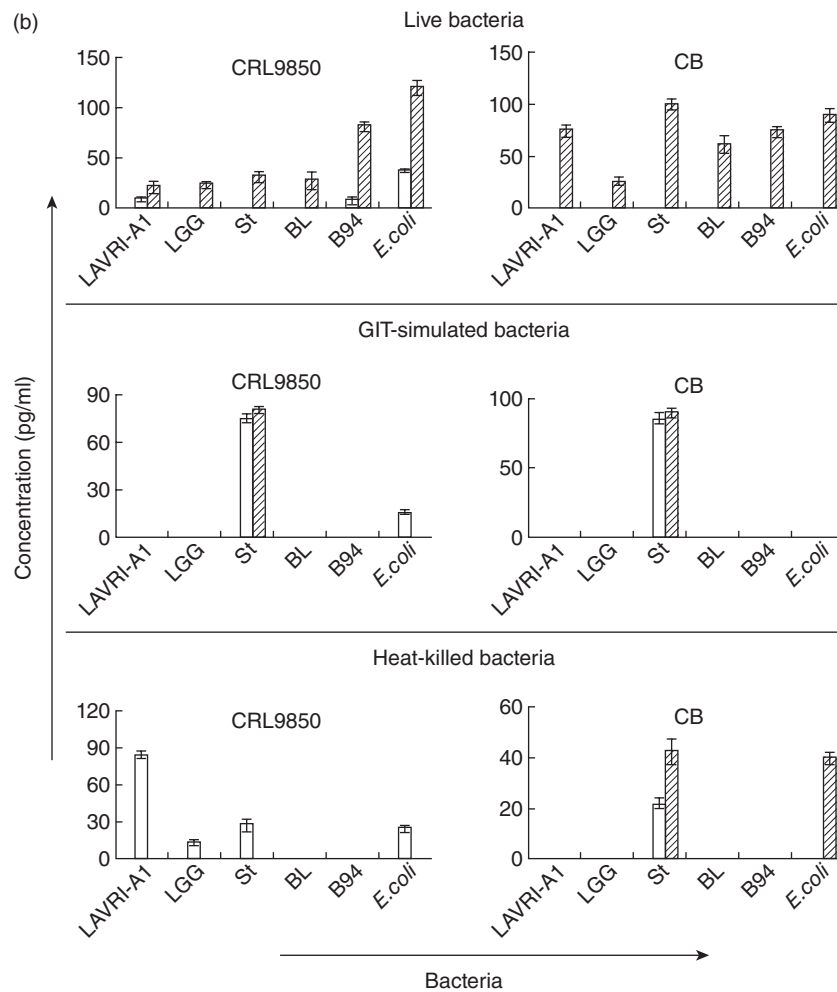 (b)
Live bacteria
CRL9850
150
100
50
0
LAVRI-A1
LGG
St
BL
B94
E.coli
CB
150
100
50
0
LAVRI-A1
LGG
St
BL
B94
E.coli
GIT-simulated bacteria
CRL9850
90
60
30
0
LAVRI-A1
LGG
St
BL
B94
E.coli
CB
100
50
0
LAVRI-A1
LGG
St
BL
B94
E.coli
Heat-killed bacteria
CRL9850
120
90
60
30
0
LAVRI-A1
LGG
St
BL
B94
E.coli
CB
60
40
20
0
LAVRI-A1
LGG
St
BL
B94
E.coli
Concentration (pg/ml)
Bacteria